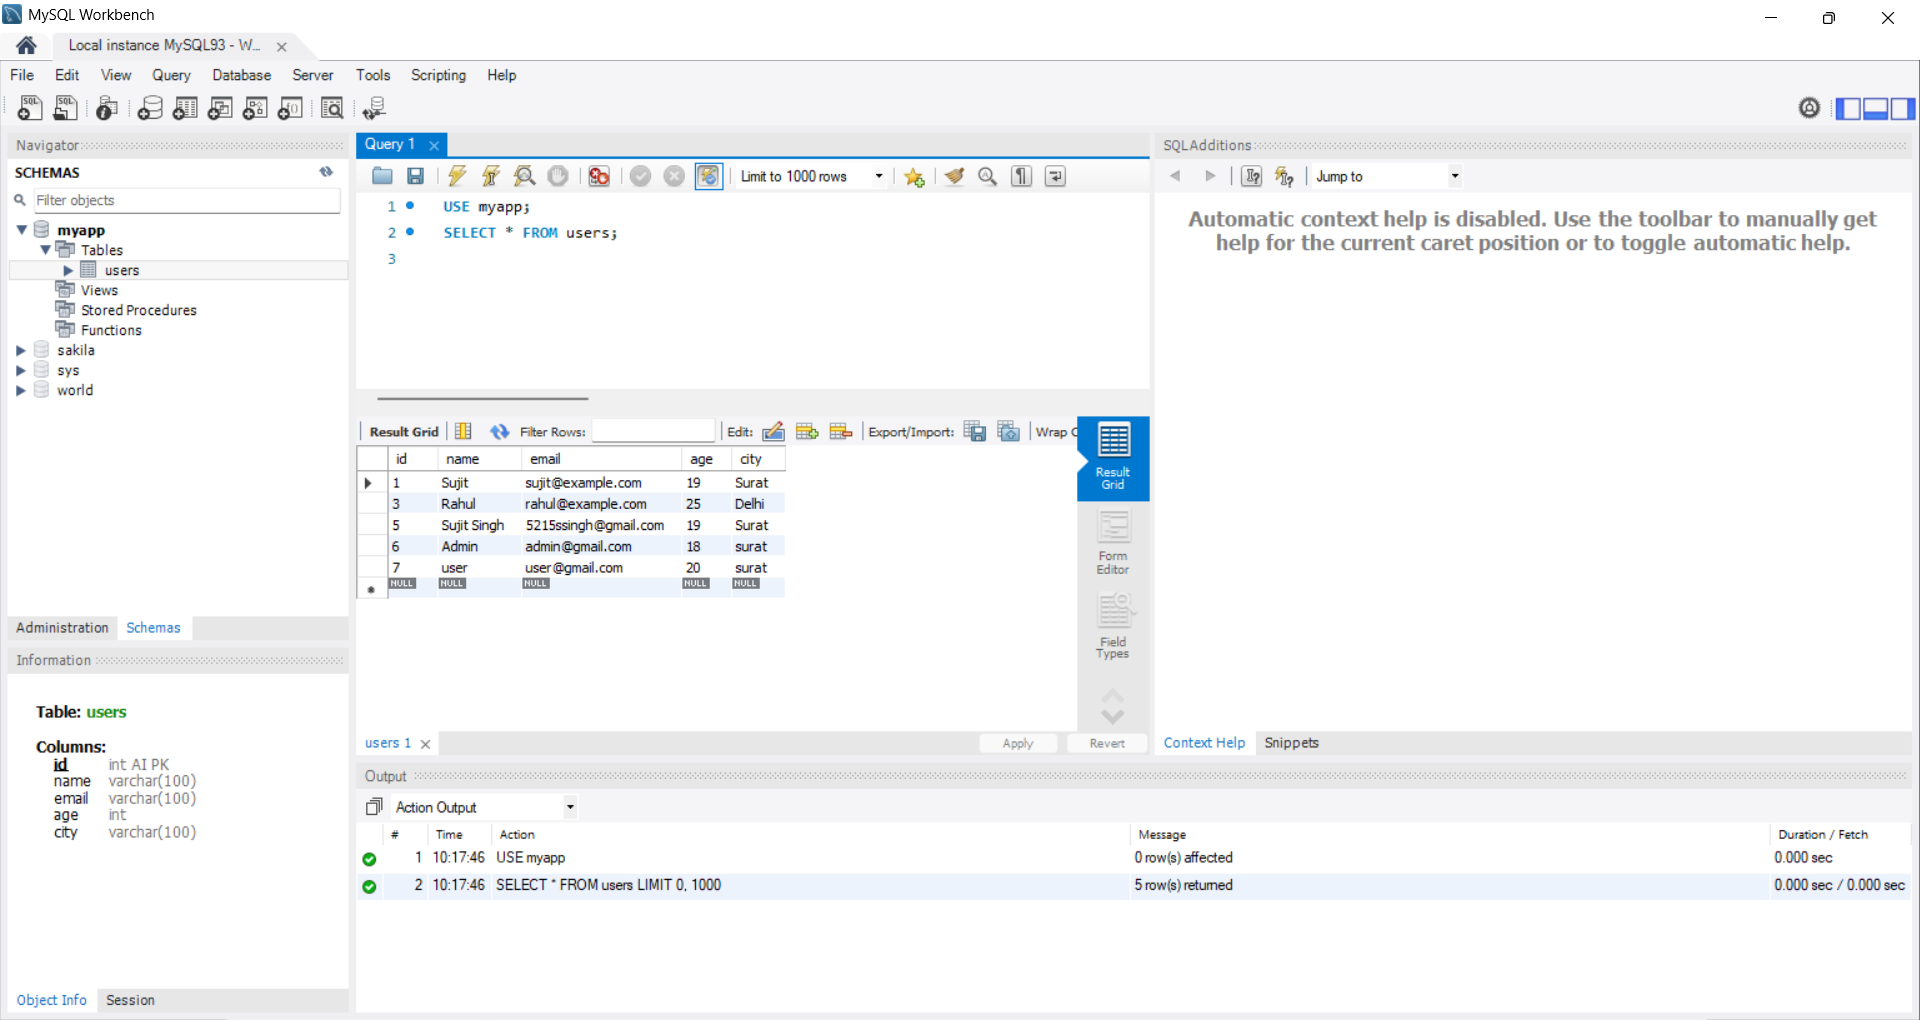 MySQL Workbench
Local instance MySQL93 - W...
File Edit View Query Database Server Tools Scripting Help
Navigator
SCHEMAS
Filter objects
myapp
Tables
users
Views
Stored Procedures
Functions
sakila
sys
world
Administration Schemas
Information
Table: users
Columns:
id int AI PK
name varchar(100)
email varchar(100)
age int
city varchar(100)
Object Info Session
Query 1
Limit to 1000 rows
1 USE myapp;
2 SELECT * FROM users;
3
Result Grid Filter Rows: Edit: Export/Import: Wrap C
id name email age city
1 Sujit sujit@example.com 19 Surat
3 Rahul rahul@example.com 25 Delhi
5 Sujit Singh 5215ssingh@gmail.com 19 Surat
6 Admin admin@gmail.com 18 surat
7 user user@gmail.com 20 surat
NULL NULL NULL NULL NULL
Result
Grid
Form
Editor
Field
Types
users 1 Apply Revert
SQLAdditions
Jump to
Automatic context help is disabled. Use the toolbar to manually get
help for the current caret position or to toggle automatic help.
Context Help Snippets
Output
Action Output
# Time Action Message Duration / Fetch
1 10:17:46 USE myapp 0 row(s) affected 0.000 sec
2 10:17:46 SELECT * FROM users LIMIT 0, 1000 5 row(s) returned 0.000 sec / 0.000 sec